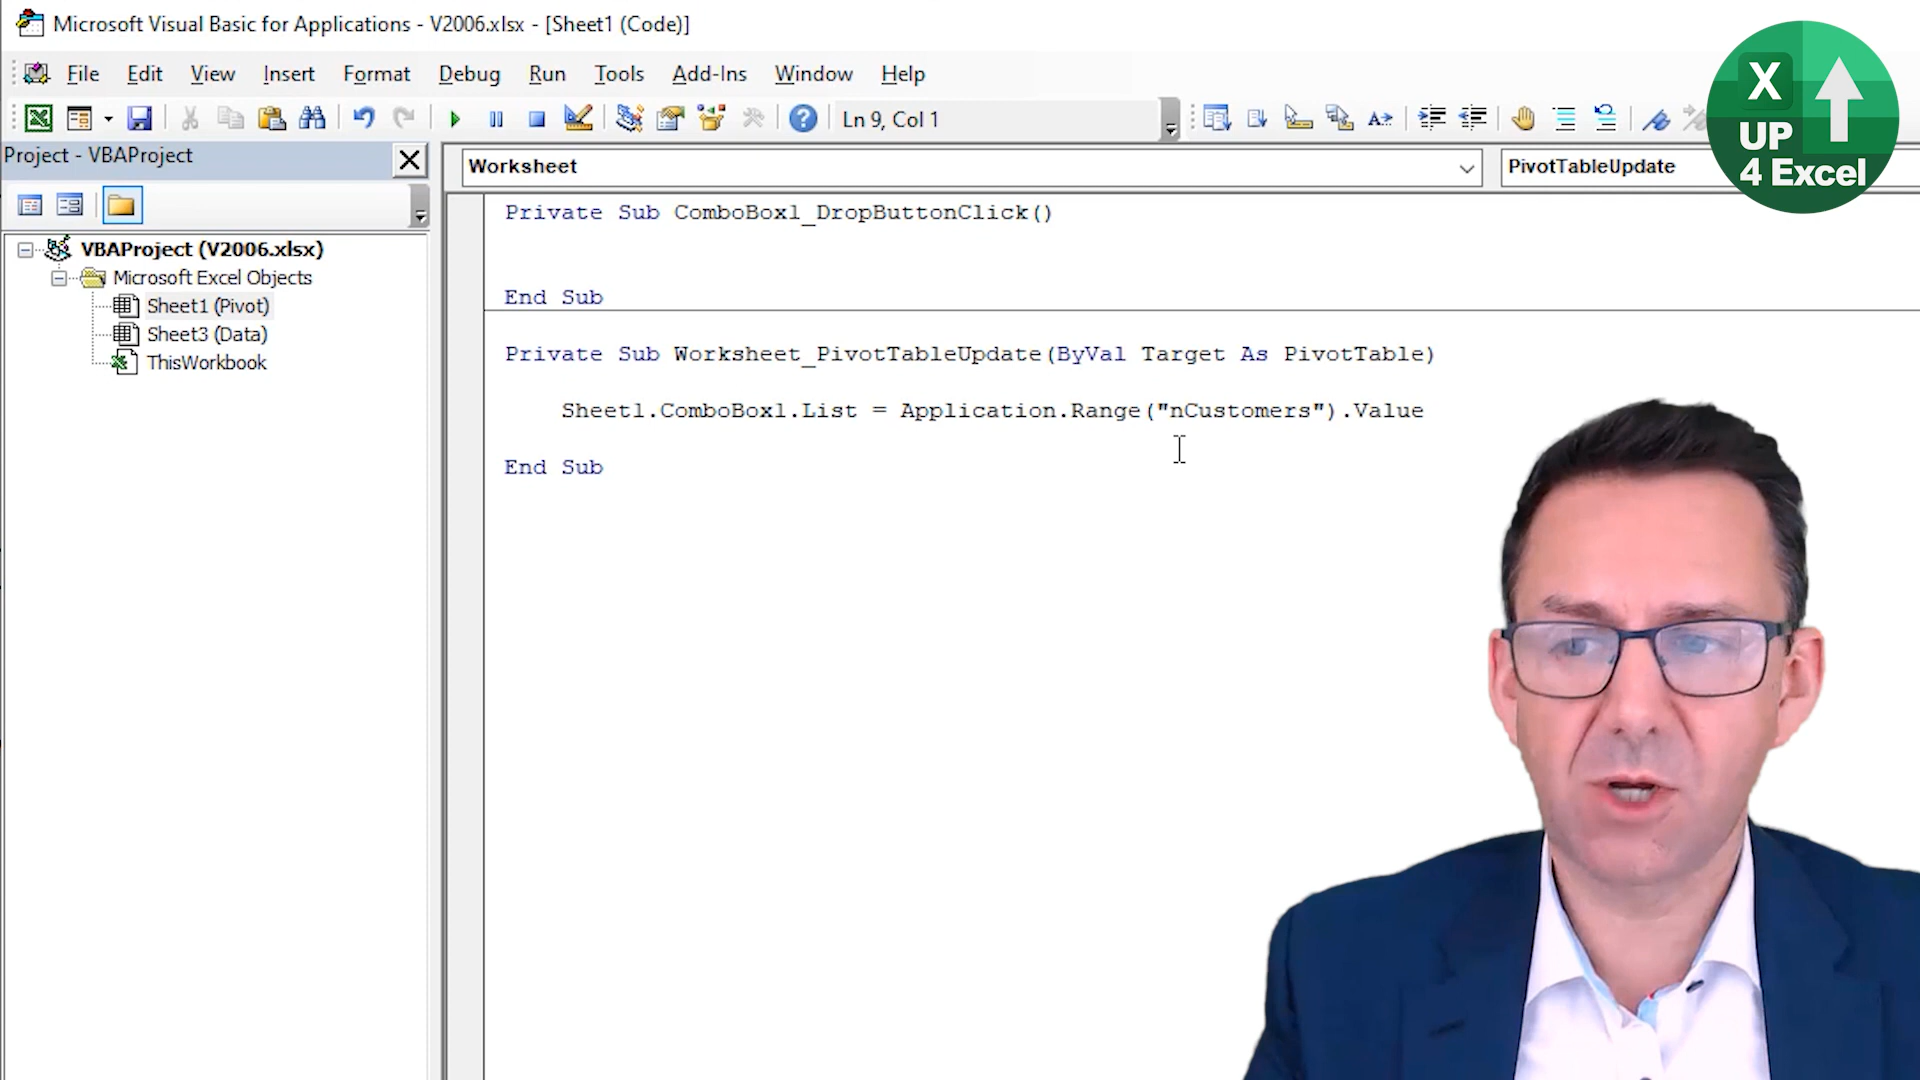 Microsoft Visual Basic for Applications - V2006.xlsx - [Sheet1 (Code)]
File Edit View Insert Format Debug Run Tools Add-Ins Window Help
Ln 9, Col 1
X
UP
4 Excel
Project - VBAProject
Worksheet
PivotTableUpdate
VBAProject (V2006.xlsx)
Microsoft Excel Objects
Sheet1 (Pivot)
Sheet3 (Data)
ThisWorkbook
Private Sub ComboBox1_DropButtonClick()
End Sub
Private Sub Worksheet_PivotTableUpdate(ByVal Target As PivotTable)
Sheet1.ComboBox1.List = Application.Range("nCustomers").Value
End Sub